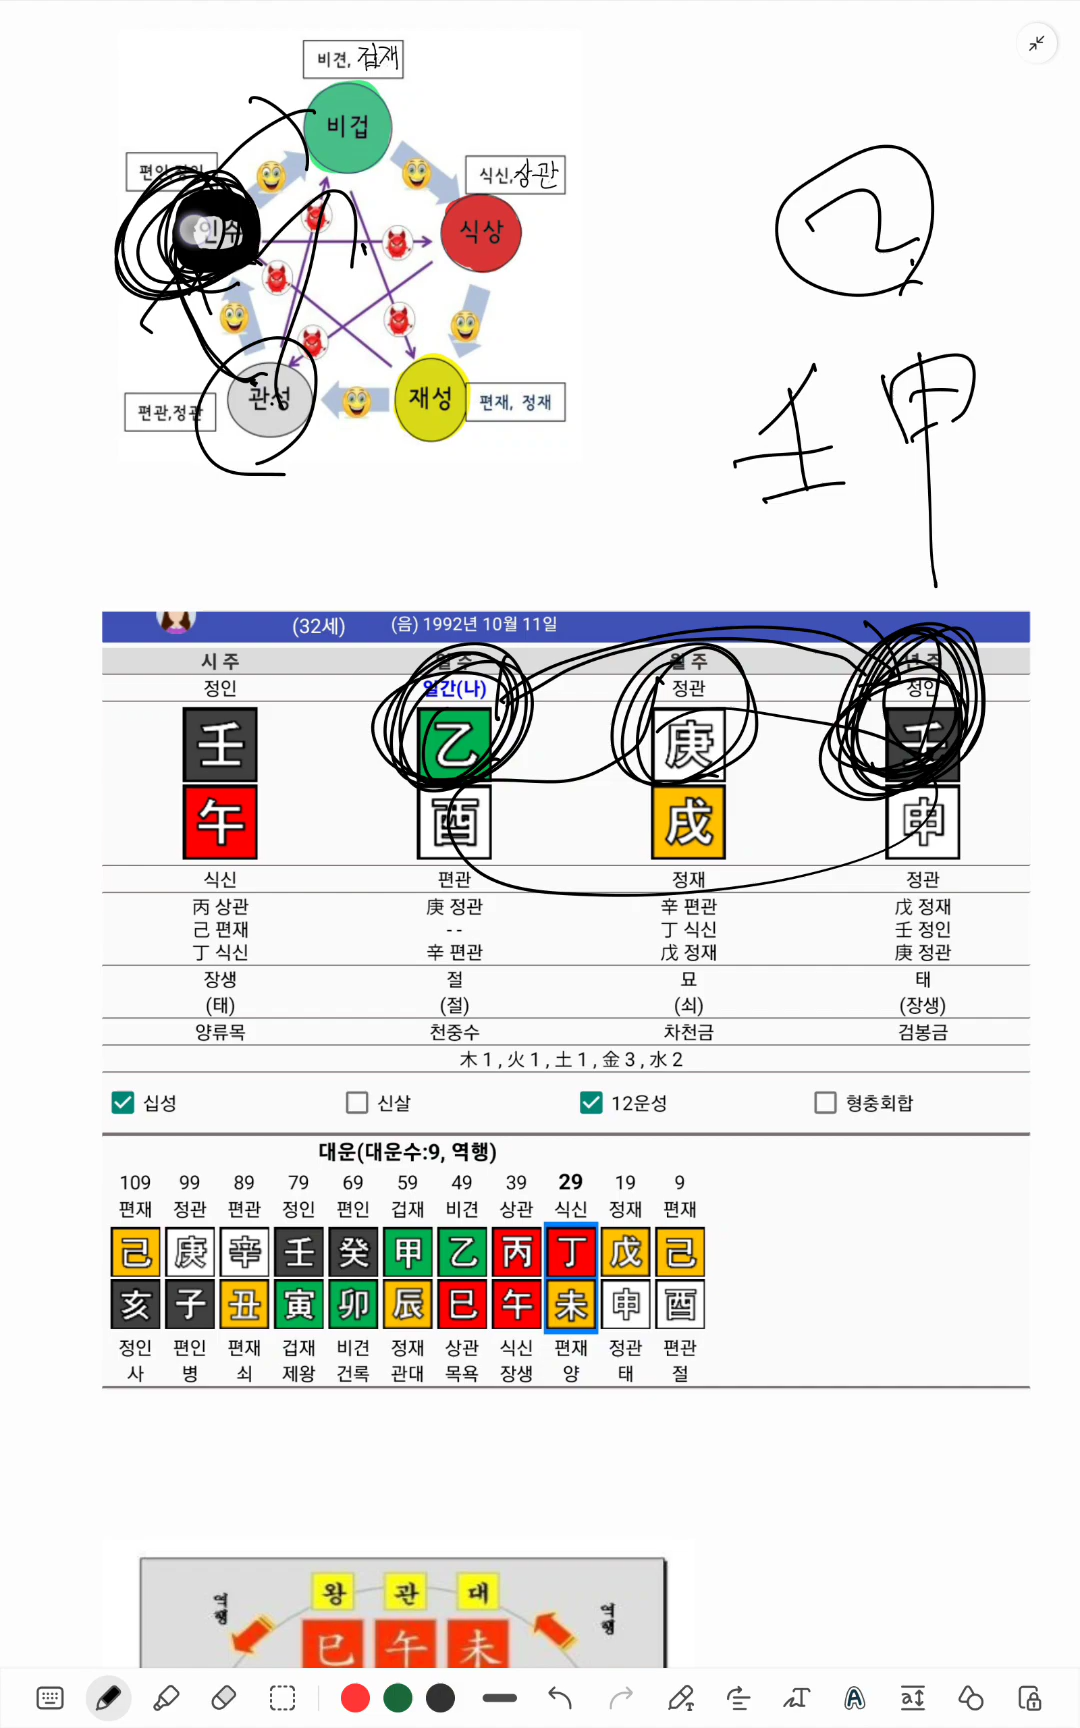 비견, 겁재
비겁
편인,정인
식신,상관
인수
식상
관성
재성
편관,정관
편재, 정재
2
壬 申
(32세) (음) 1992년 10월 11일
시 주 일 주 월 주 년 주
정인 일간(나) 정관 정인
壬 乙 庚 壬
午 酉 戌 申
식신 편관 정재 정관
丙 상관 庚 정관 辛 편관 戊 정재
己 편재 - - 丁 식신 壬 정인
丁 식신 辛 편관 戊 정재 庚 정관
장생 절 묘 태
(태) (절) (쇠) (장생)
양류목 천중수 차천금 검봉금
木 1 , 火 1 , 土 1 , 金 3 , 水 2
십성 신살 12운성 형충회합
대운(대운수:9, 역행)
109 99 89 79 69 59 49 39 29 19 9
편재 정관 편관 정인 편인 겁재 비견 상관 식신 정재 편재
己 庚 辛 壬 癸 甲 乙 丙 丁 戊 己
亥 子 丑 寅 卯 辰 巳 午 未 申 酉
정인 편인 편재 겁재 비견 정재 상관 식신 편재 정관 편관
사 병 쇠 제왕 건록 관대 목욕 장생 양 태 절
왕 관 대
巳 午 未